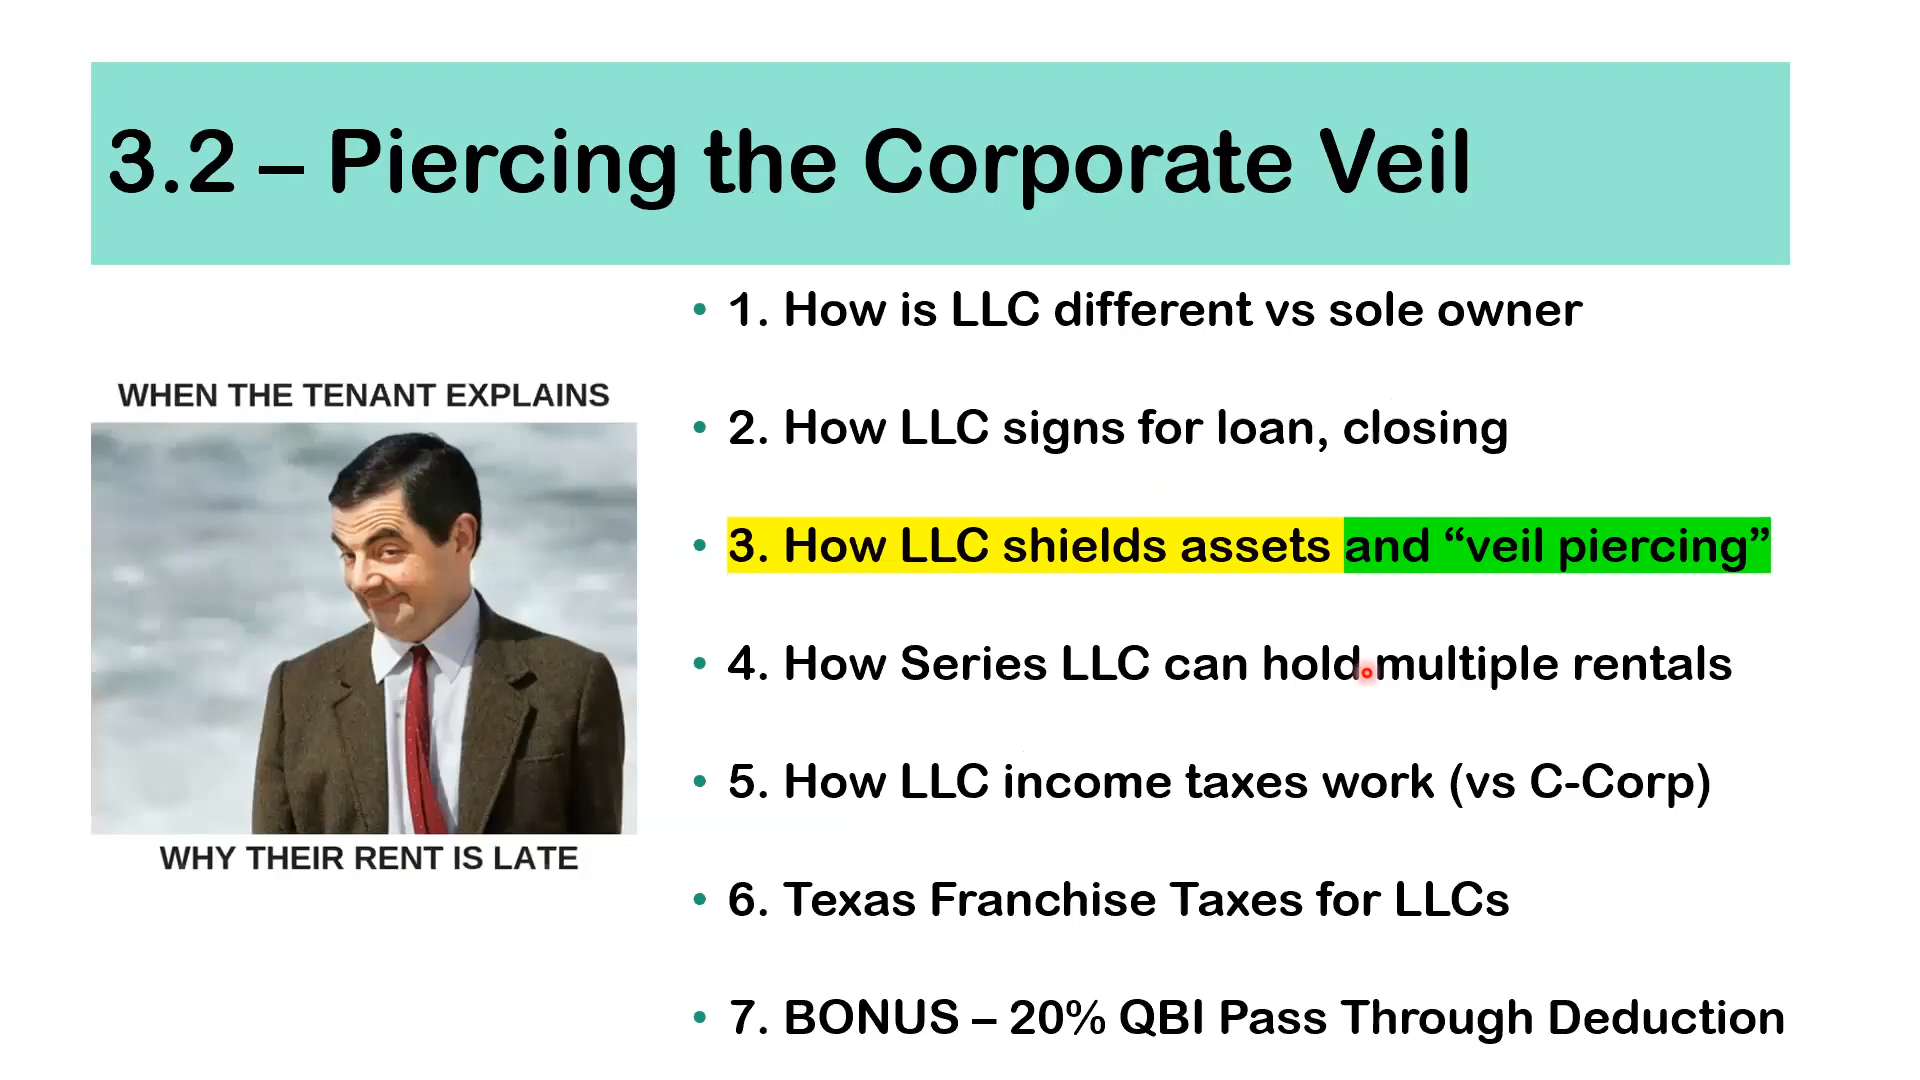 3.2 – Piercing the Corporate Veil
WHEN THE TENANT EXPLAINS
WHY THEIR RENT IS LATE
• 1. How is LLC different vs sole owner
• 2. How LLC signs for loan, closing
• 3. How LLC shields assets and “veil piercing”
• 4. How Series LLC can hold multiple rentals
• 5. How LLC income taxes work (vs C-Corp)
• 6. Texas Franchise Taxes for LLCs
• 7. BONUS – 20% QBI Pass Through Deduction